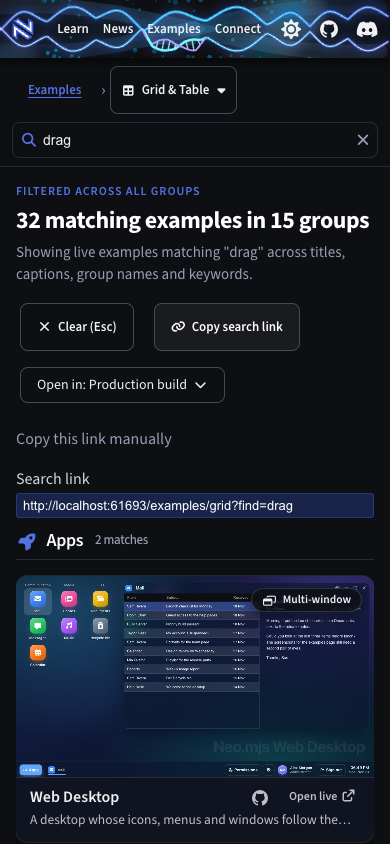 Learn News Examples Connect
Examples › Grid & Table
drag
FILTERED ACROSS ALL GROUPS
32 matching examples in 15 groups
Showing live examples matching "drag" across titles,
captions, group names and keywords.
Clear (Esc) Copy search link
Open in: Production build
Copy this link manually
Search link
http://localhost:61693/examples/grid?find=drag
Apps 2 matches
Multi-window
Mail
Neo.mjs Web Desktop
Web Desktop Open live
A desktop whose icons, menus and windows follow the…